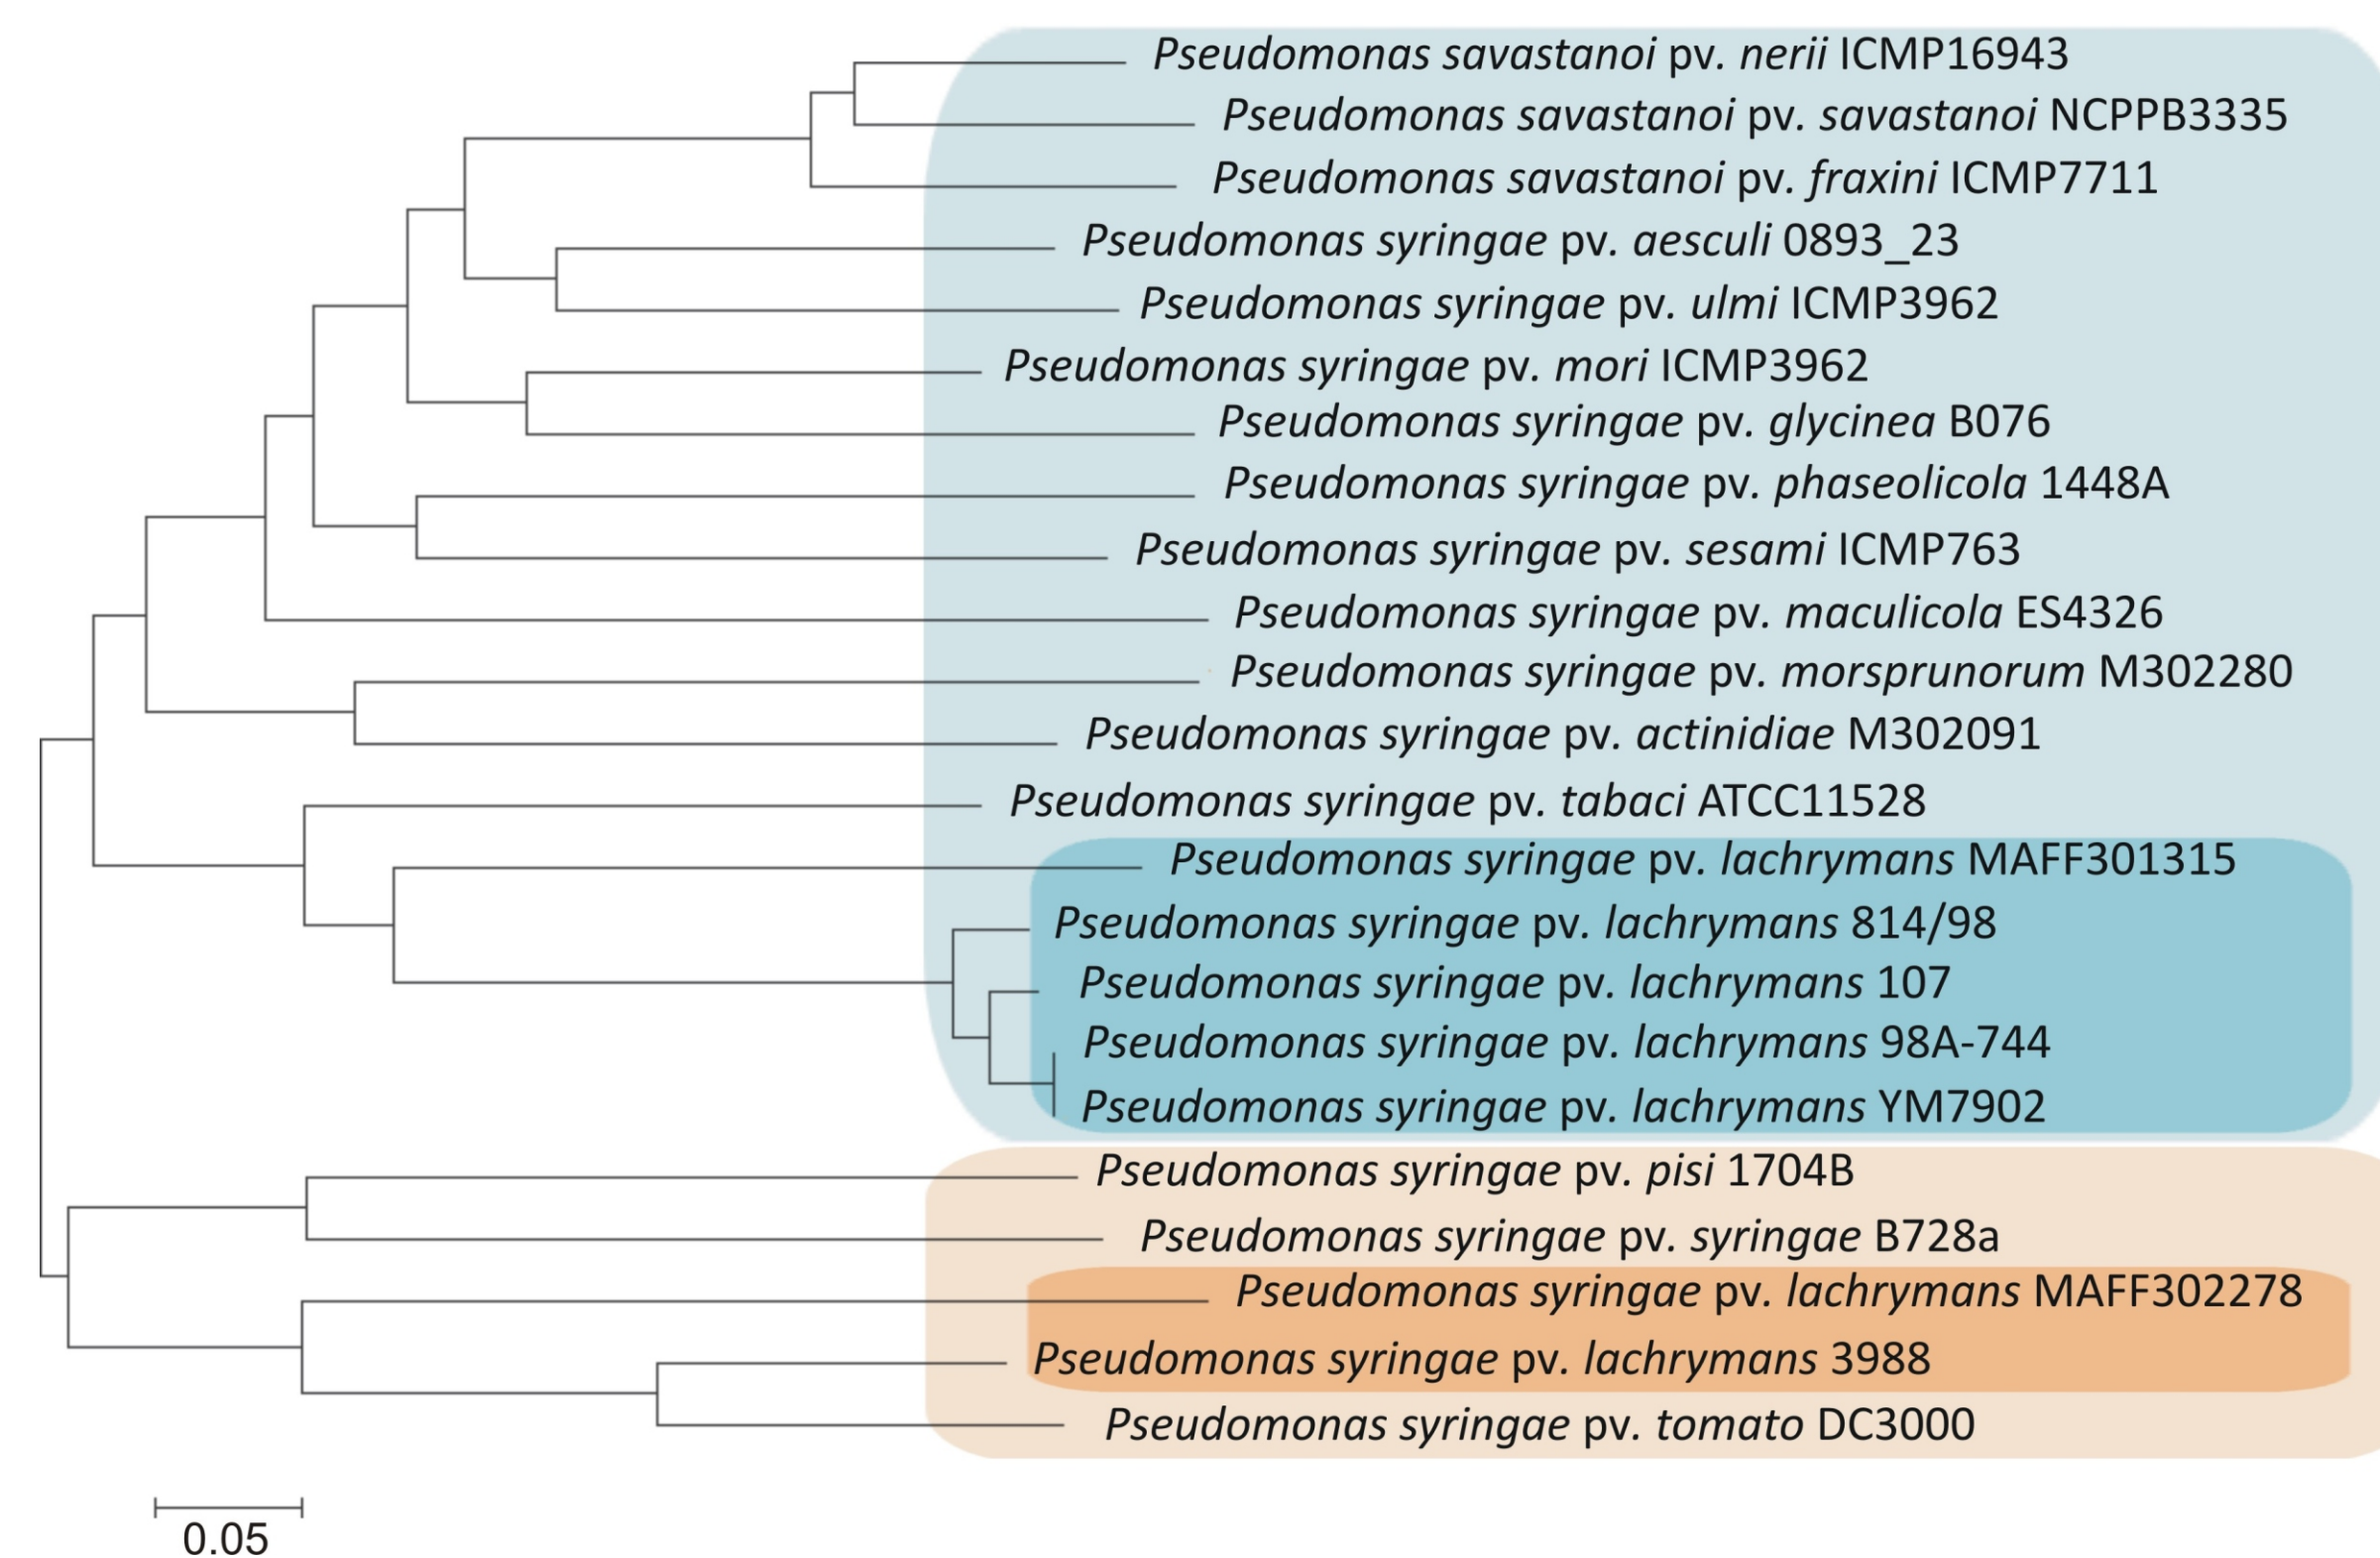 Pseudomonas savastanoi pv. nerii ICMP16943
Pseudomonas savastanoi pv. savastanoi NCPPB3335
Pseudomonas savastanoi pv. fraxini ICMP7711
Pseudomonas syringae pv. aesculi 0893_23
Pseudomonas syringae pv. ulmi ICMP3962
Pseudomonas syringae pv. mori ICMP3962
Pseudomonas syringae pv. glycinea B076
Pseudomonas syringae pv. phaseolicola 1448A
Pseudomonas syringae pv. sesami ICMP763
Pseudomonas syringae pv. maculicola ES4326
Pseudomonas syringae pv. morsprunorum M302280
Pseudomonas syringae pv. actinidiae M302091
Pseudomonas syringae pv. tabaci ATCC11528
Pseudomonas syringae pv. lachrymans MAFF301315
Pseudomonas syringae pv. lachrymans 814/98
Pseudomonas syringae pv. lachrymans 107
Pseudomonas syringae pv. lachrymans 98A-744
Pseudomonas syringae pv. lachrymans YM7902
Pseudomonas syringae pv. pisi 1704B
Pseudomonas syringae pv. syringae B728a
Pseudomonas syringae pv. lachrymans MAFF302278
Pseudomonas syringae pv. lachrymans 3988
Pseudomonas syringae pv. tomato DC3000
0.05